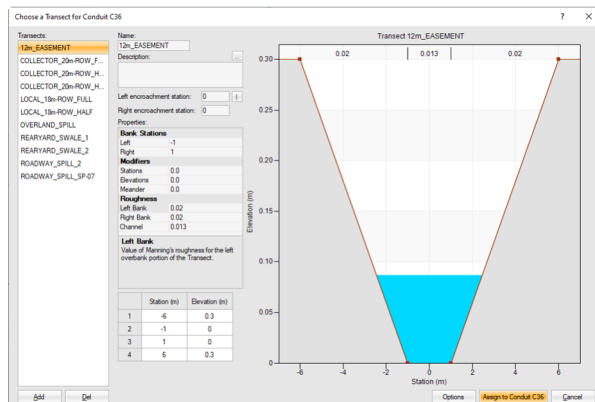 Choose a Transect for Conduit C36
? ×
Transects:
12m_EASEMENT
COLLECTOR_20m-ROW_F...
COLLECTOR_20m-ROW_H...
COLLECTOR_20m-ROW_H...
LOCAL_18m-ROW_FULL
LOCAL_18m-ROW_HALF
OVERLAND_SPILL
REARYARD_SWALE_1
REARYARD_SWALE_2
ROADWAY_SPILL_2
ROADWAY_SPILL_SP-07
Add Del
Name:
12m_EASEMENT
Description:
...
Left encroachment station: 0
Right encroachment station: 0
Properties:
Bank Stations
Left -1
Right 1
Modifiers
Stations 0.0
Elevations 0.0
Meander 0.0
Roughness
Left Bank 0.02
Right Bank 0.02
Channel 0.013
Left Bank
Value of Manning's roughness for the left
overbank portion of the Transect.
Station (m) Elevation (m)
1 -6 0.3
2 -1 0
3 1 0
4 6 0.3
Transect 12m_EASEMENT
0.02 0.013 0.02
0.30
0.25
0.20
0.15
0.10
0.05
0
Elevation (m)
-6 -4 -2 0 2 4 6
Station (m)
Options Assign to Conduit C36 Cancel